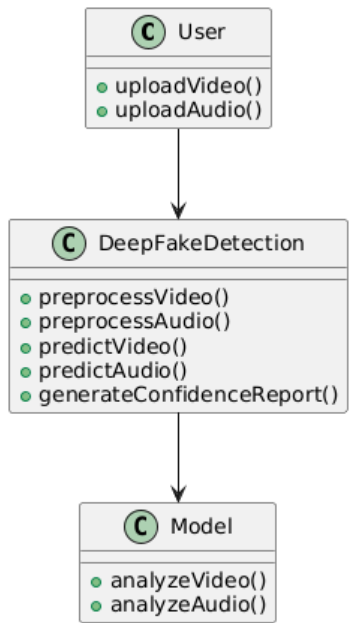 C User
uploadVideo()
uploadAudio()
C DeepFakeDetection
preprocessVideo()
preprocessAudio()
predictVideo()
predictAudio()
generateConfidenceReport()
C Model
analyzeVideo()
analyzeAudio()